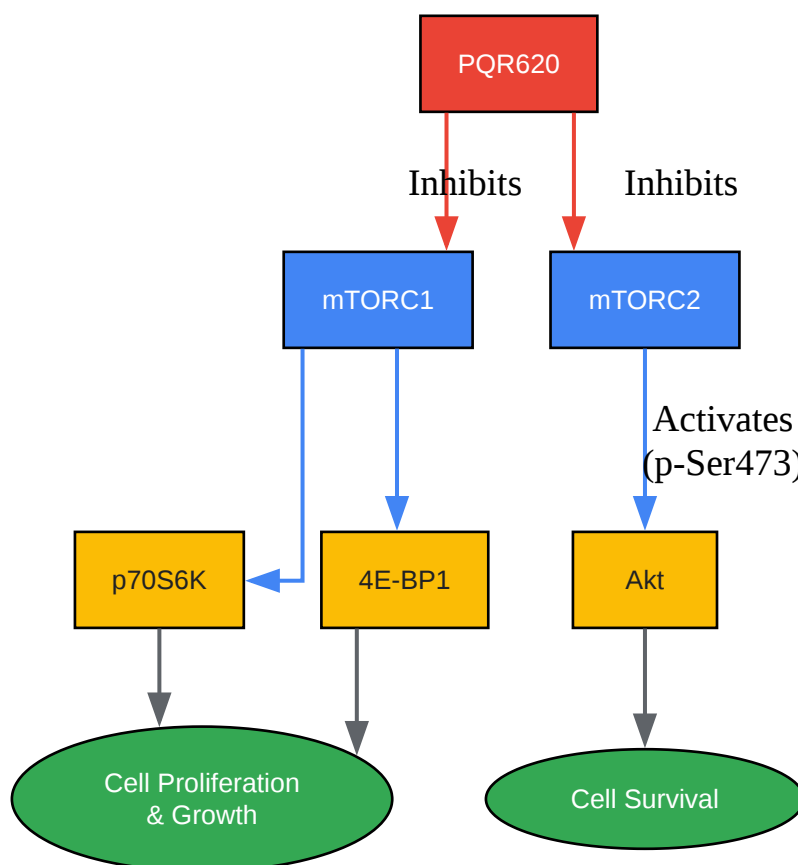 PQR620
Inhibits
Inhibits
mTORC1
mTORC2
Activates
(p-Ser473)
p70S6K
4E-BP1
Akt
Cell Proliferation
& Growth
Cell Survival